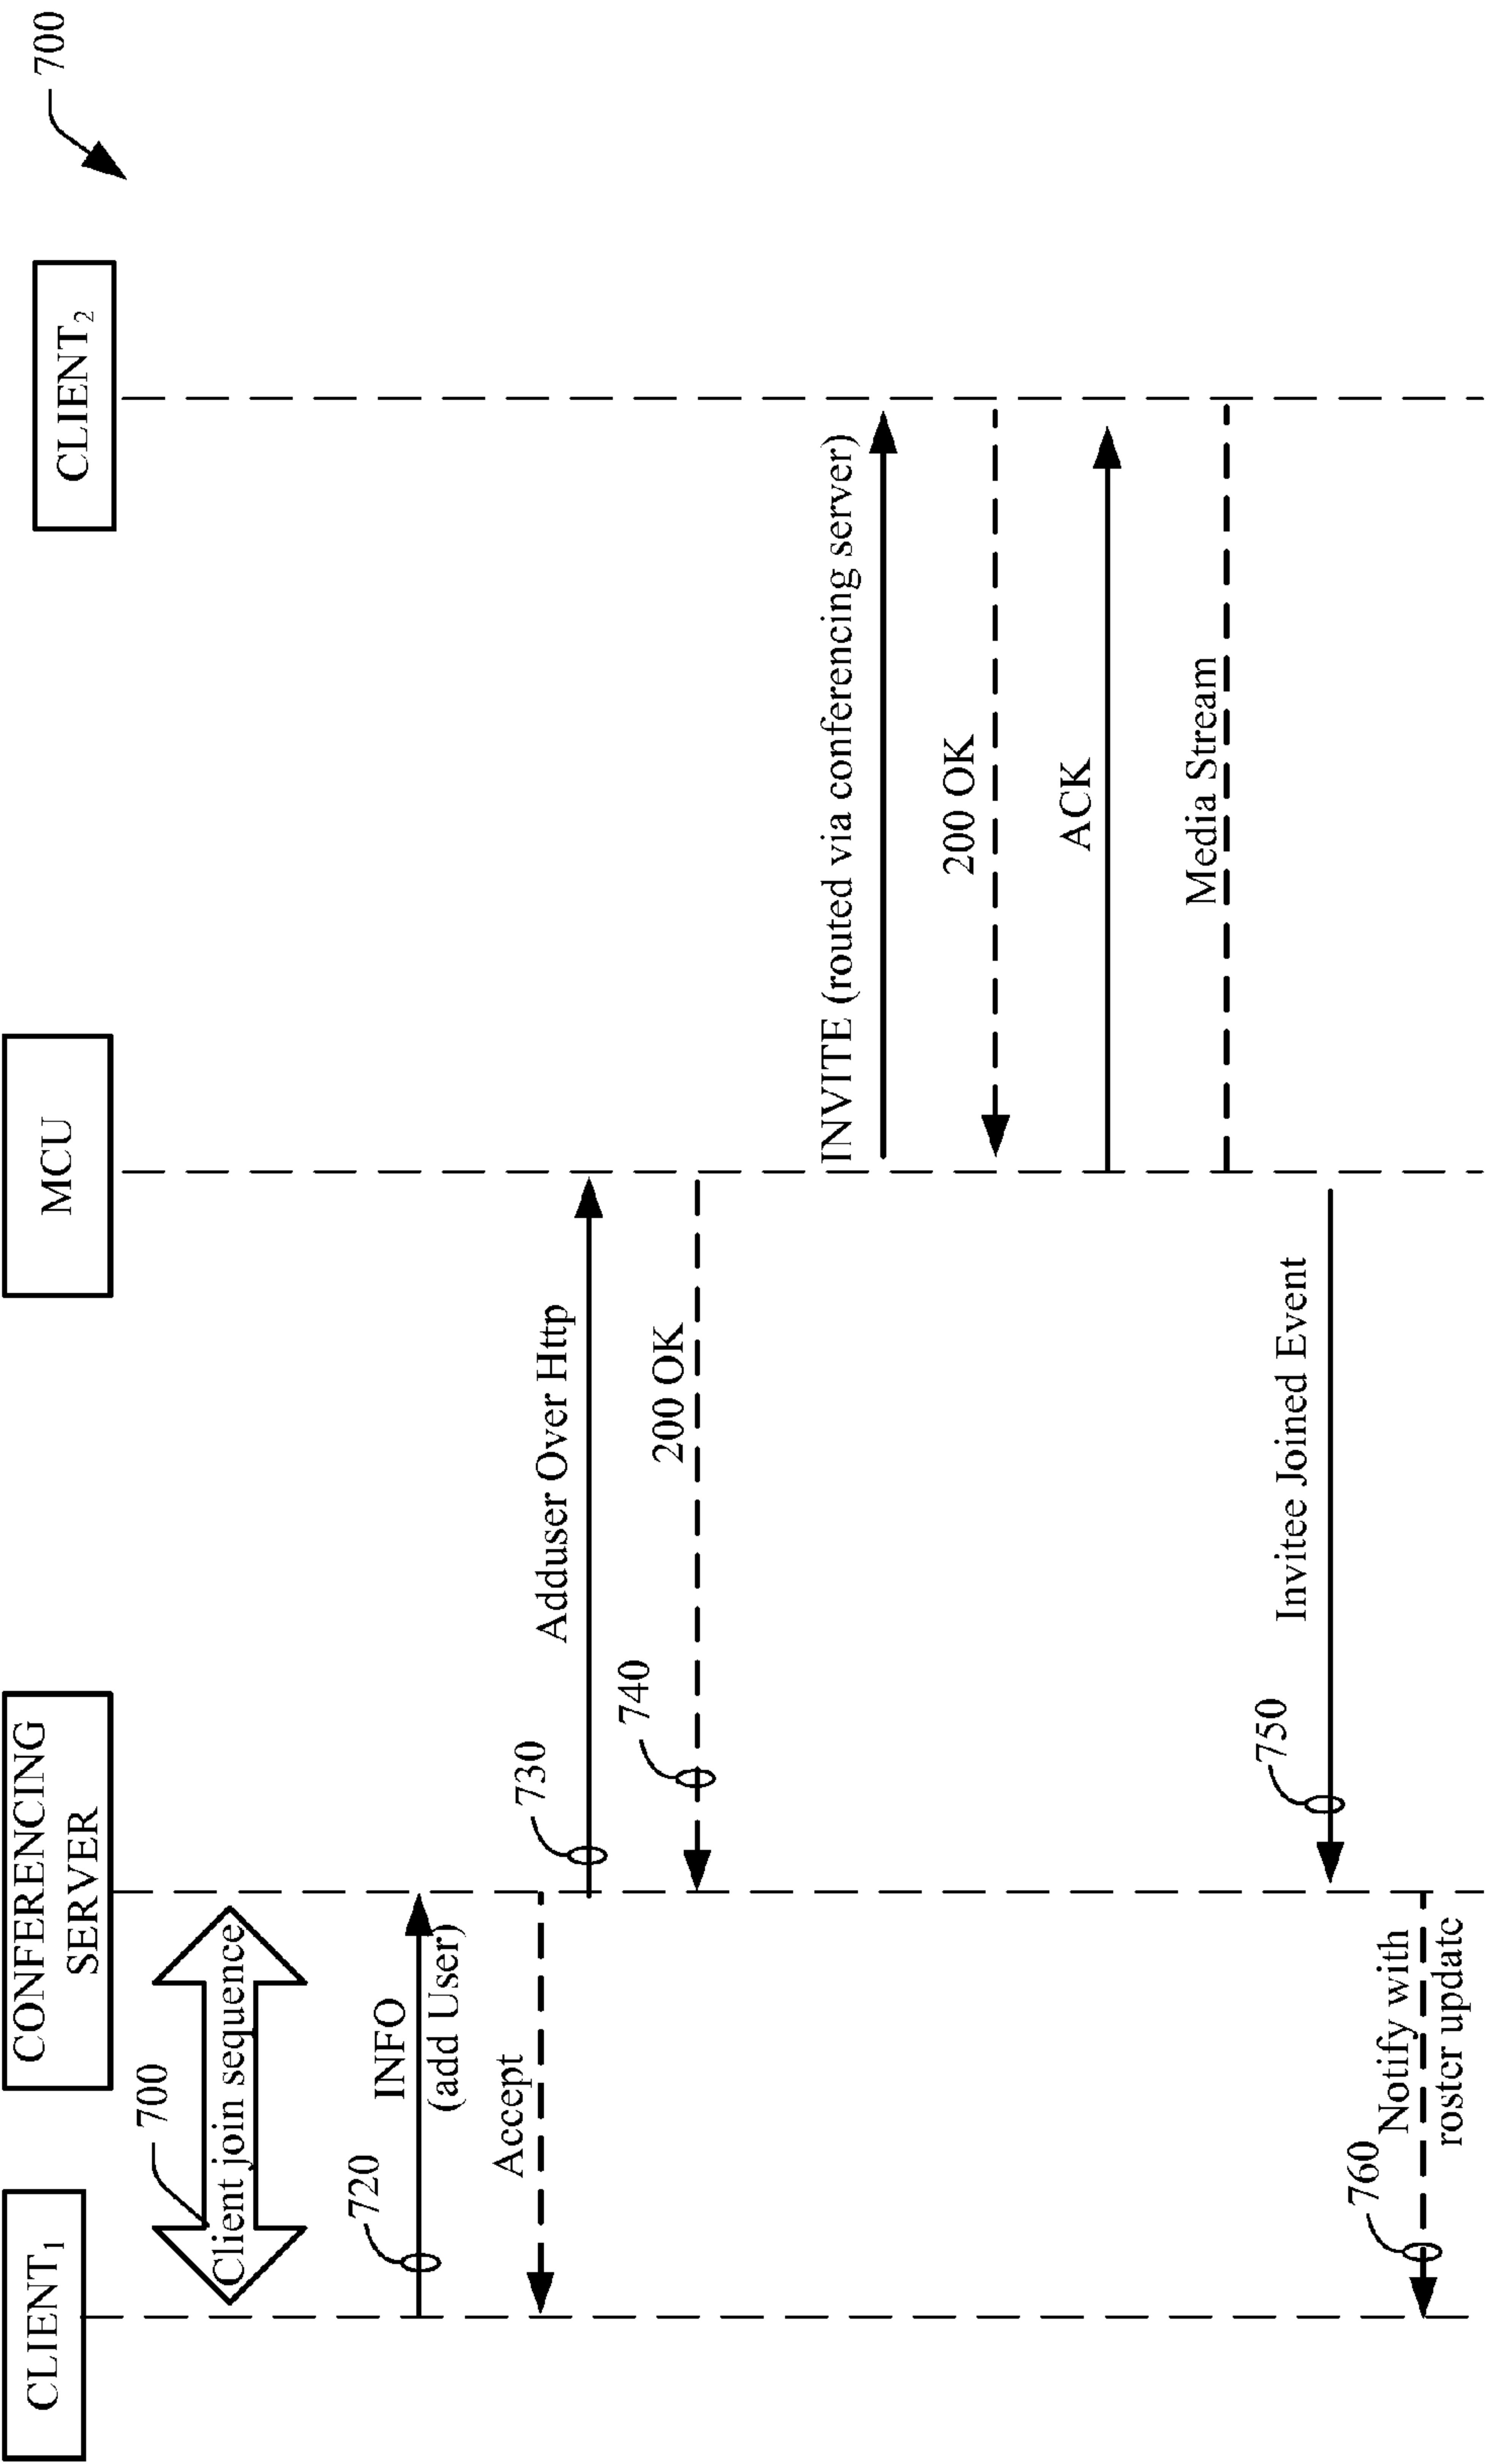 700
CLIENT1
CONFERENCING
SERVER
MCU
CLIENT2
700
Client join sequence
720
INFO
(add User)
Accept
730
Adduser Over Http
740
200 OK
INVITE (routed via conferencing server)
200 OK
ACK
Media Stream
750
Invitee Joined Event
760
Notify with
roster update